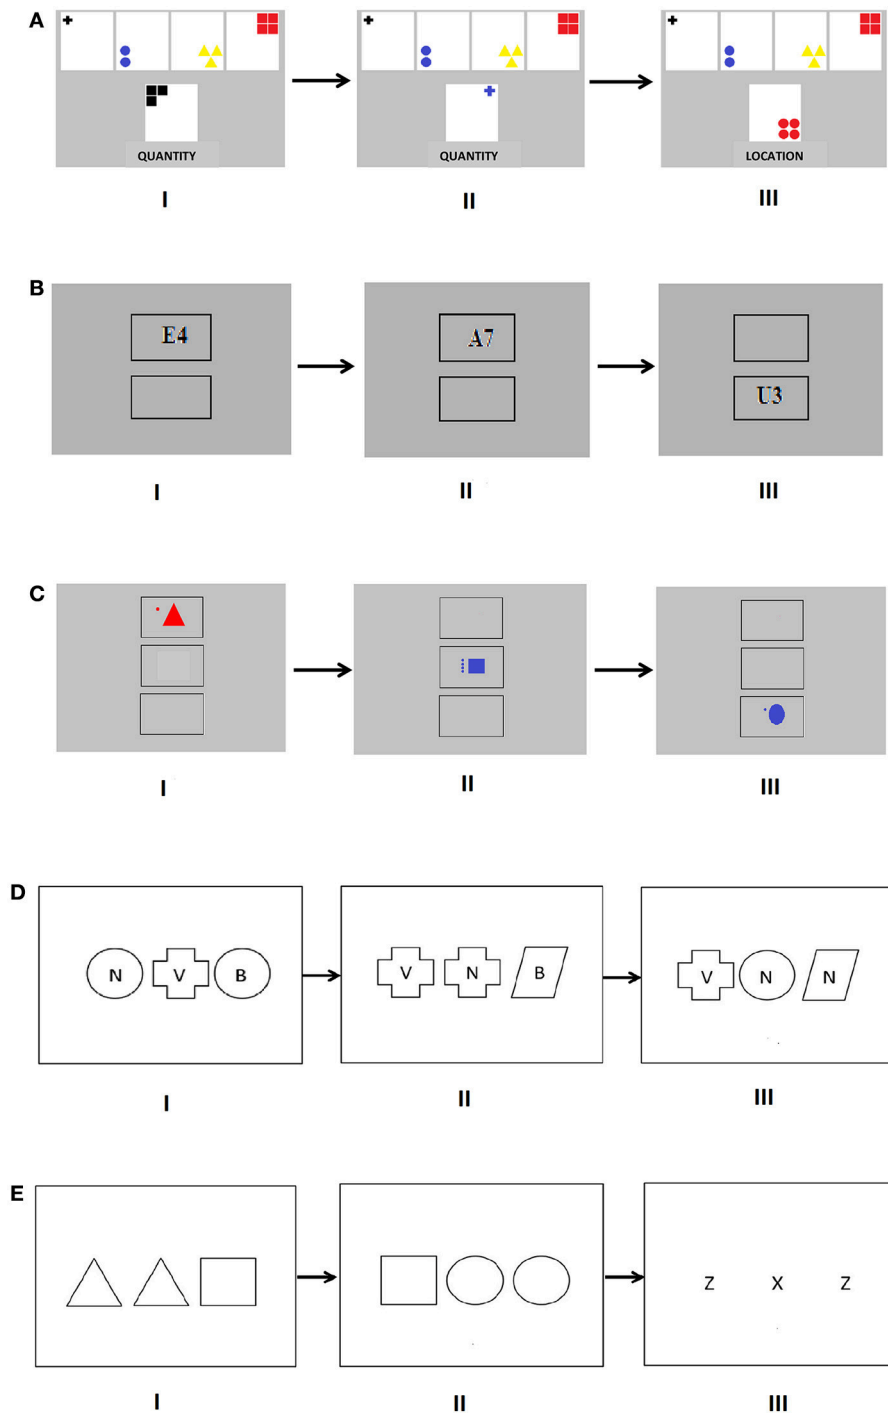 A
QUANTITY QUANTITY LOCATION
I II III
B
E4 A7
U3
I II III
C
I II III
D
N V B V N B V N N
I II III
E
Z X Z
I II III